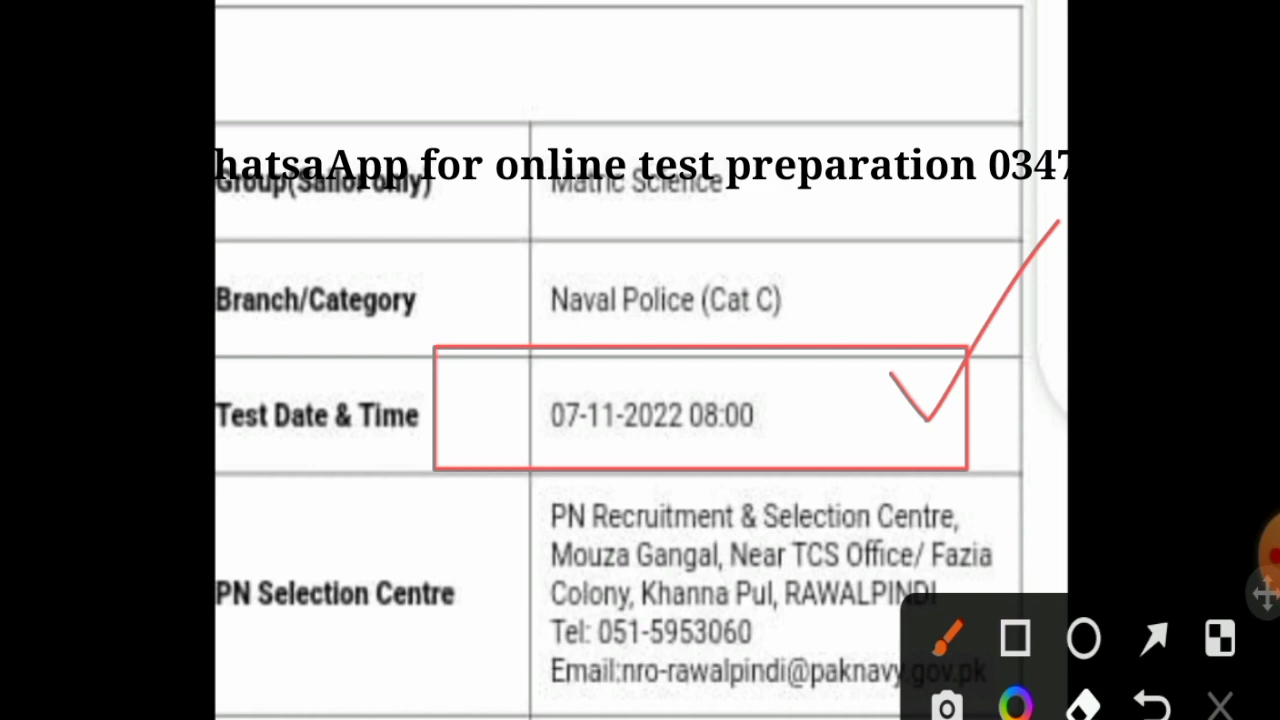 hatsaApp for online test preparation 0347
Group(Sailor only) Matric Science
Branch/Category Naval Police (Cat C)
Test Date & Time 07-11-2022 08:00
PN Selection Centre PN Recruitment & Selection Centre,
Mouza Gangal, Near TCS Office/ Fazia
Colony, Khanna Pul, RAWALPINDI
Tel: 051-5953060
Email:nro-rawalpindi@paknavy.gov.pk